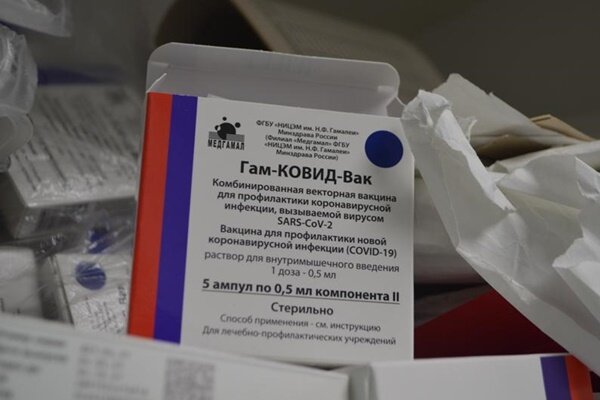 ФГБУ «НИЦЭМ им. Н.Ф. Гамалеи»
Минздрава России
(Филиал «Медгамал» ФГБУ
«НИЦЭМ им. Н.Ф. Гамалеи»
Минздрава России)
МЕДГАМАЛ
Гам-КОВИД-Вак
Комбинированная векторная вакцина
для профилактики коронавирусной
инфекции, вызываемой вирусом
SARS-CoV-2
Вакцина для профилактики новой
коронавирусной инфекции (COVID-19)
раствор для внутримышечного введения
1 доза - 0,5 мл
5 ампул по 0,5 мл компонента II
Стерильно
Способ применения - см. инструкцию
Для лечебно-профилактических учреждений